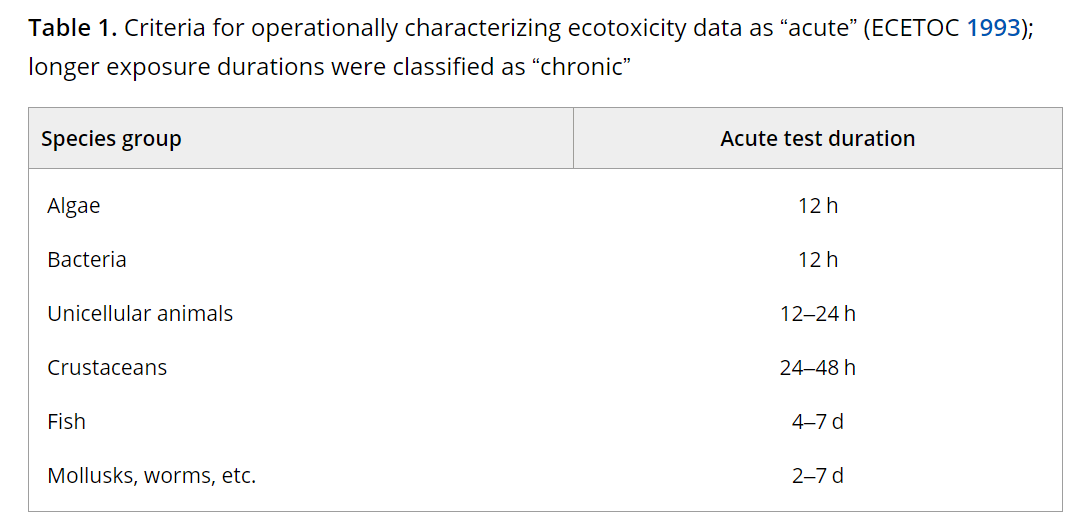 Table 1. Criteria for operationally characterizing ecotoxicity data as “acute” (ECETOC 1993);
longer exposure durations were classified as “chronic”
Species group Acute test duration
Algae 12 h
Bacteria 12 h
Unicellular animals 12–24 h
Crustaceans 24–48 h
Fish 4–7 d
Mollusks, worms, etc. 2–7 d